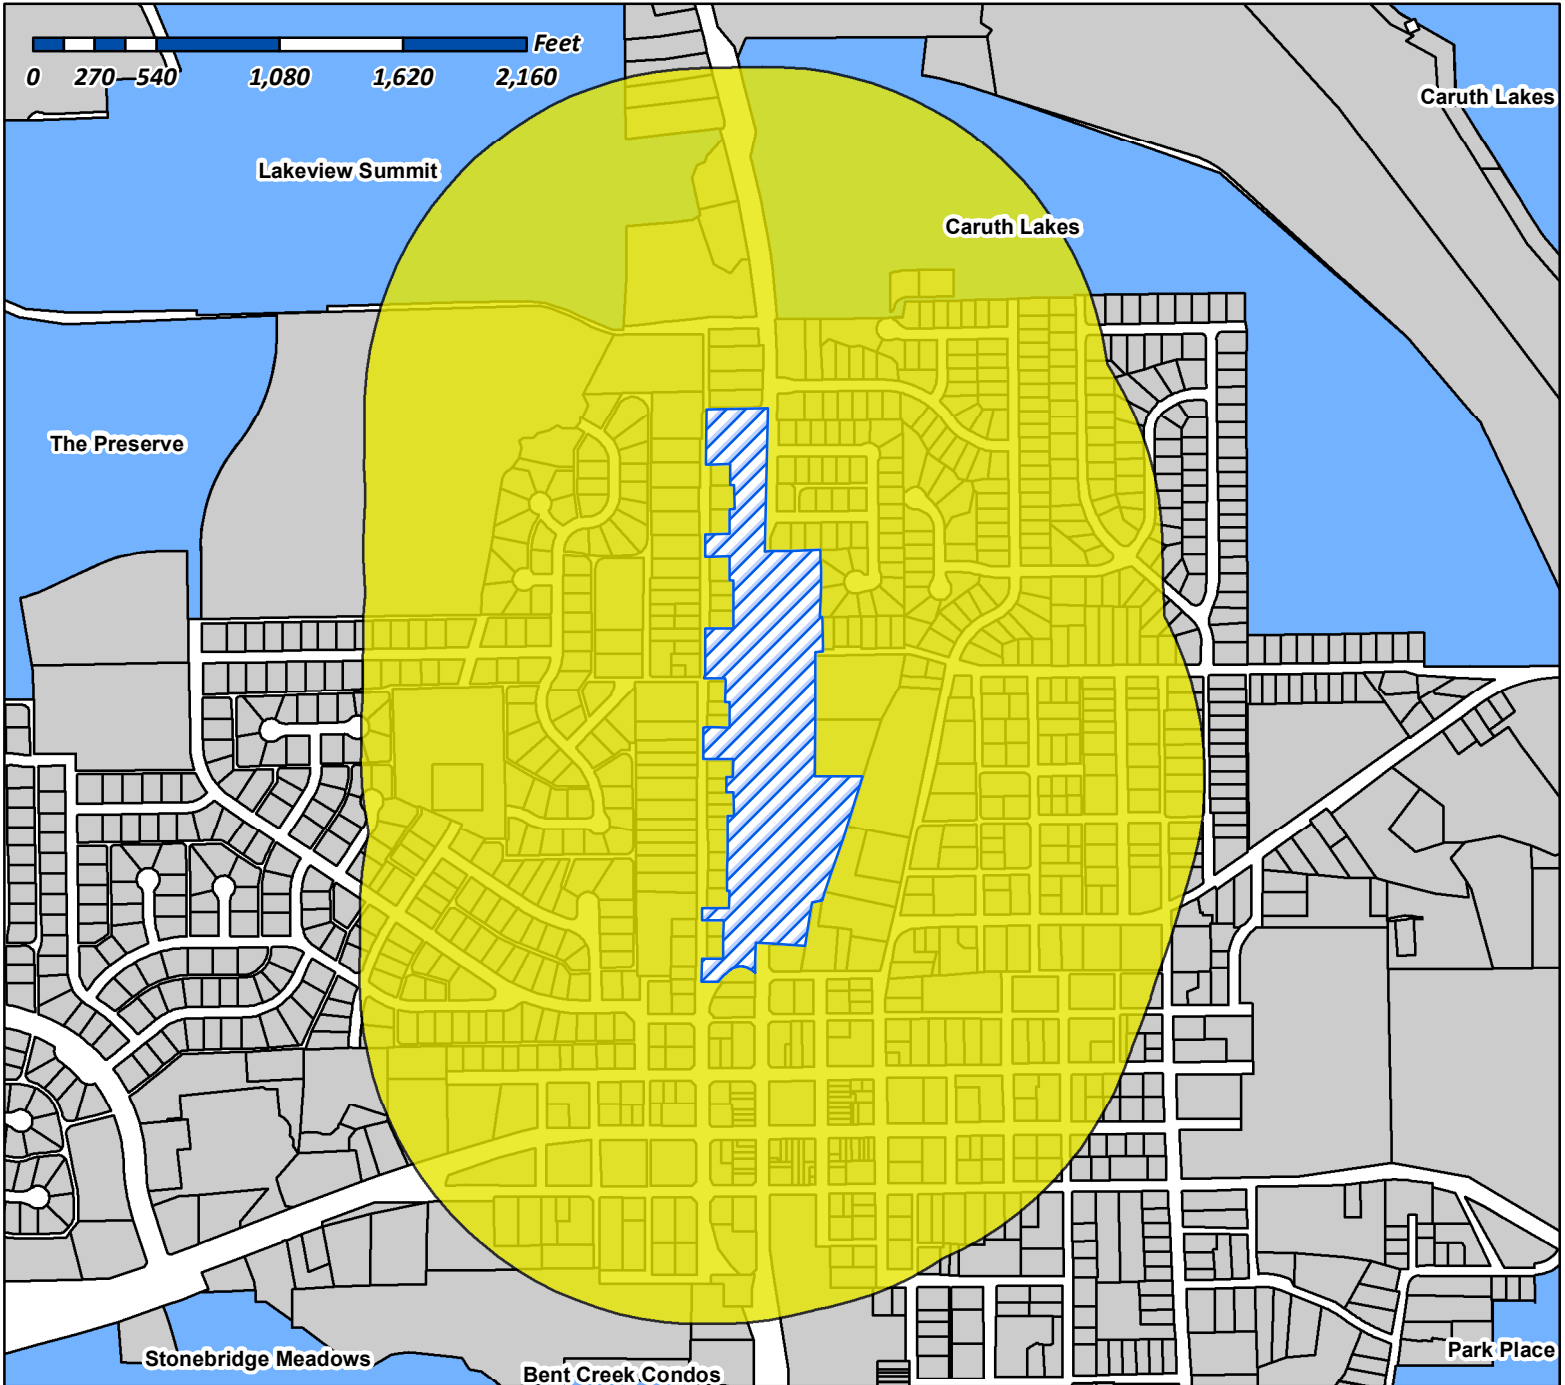 Feet
0 270 540 1,080 1,620 2,160
Caruth Lakes
Lakeview Summit
Caruth Lakes
The Preserve
Stonebridge Meadows
Bent Creek Condos
Park Place